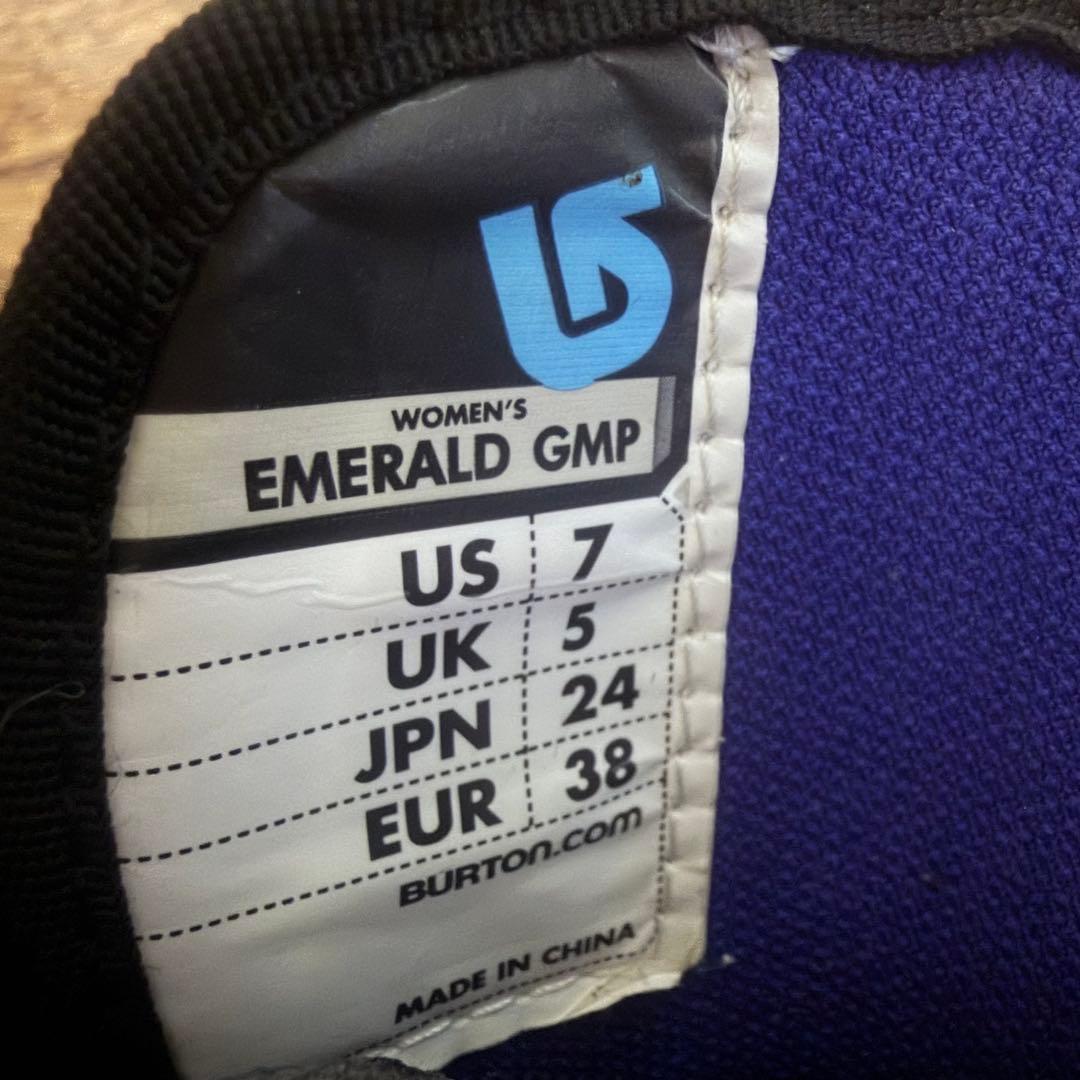 WOMEN'S
EMERALD GMP
US 7
UK 5
JPN 24
EUR 38
BURTON.com
MADE IN CHINA